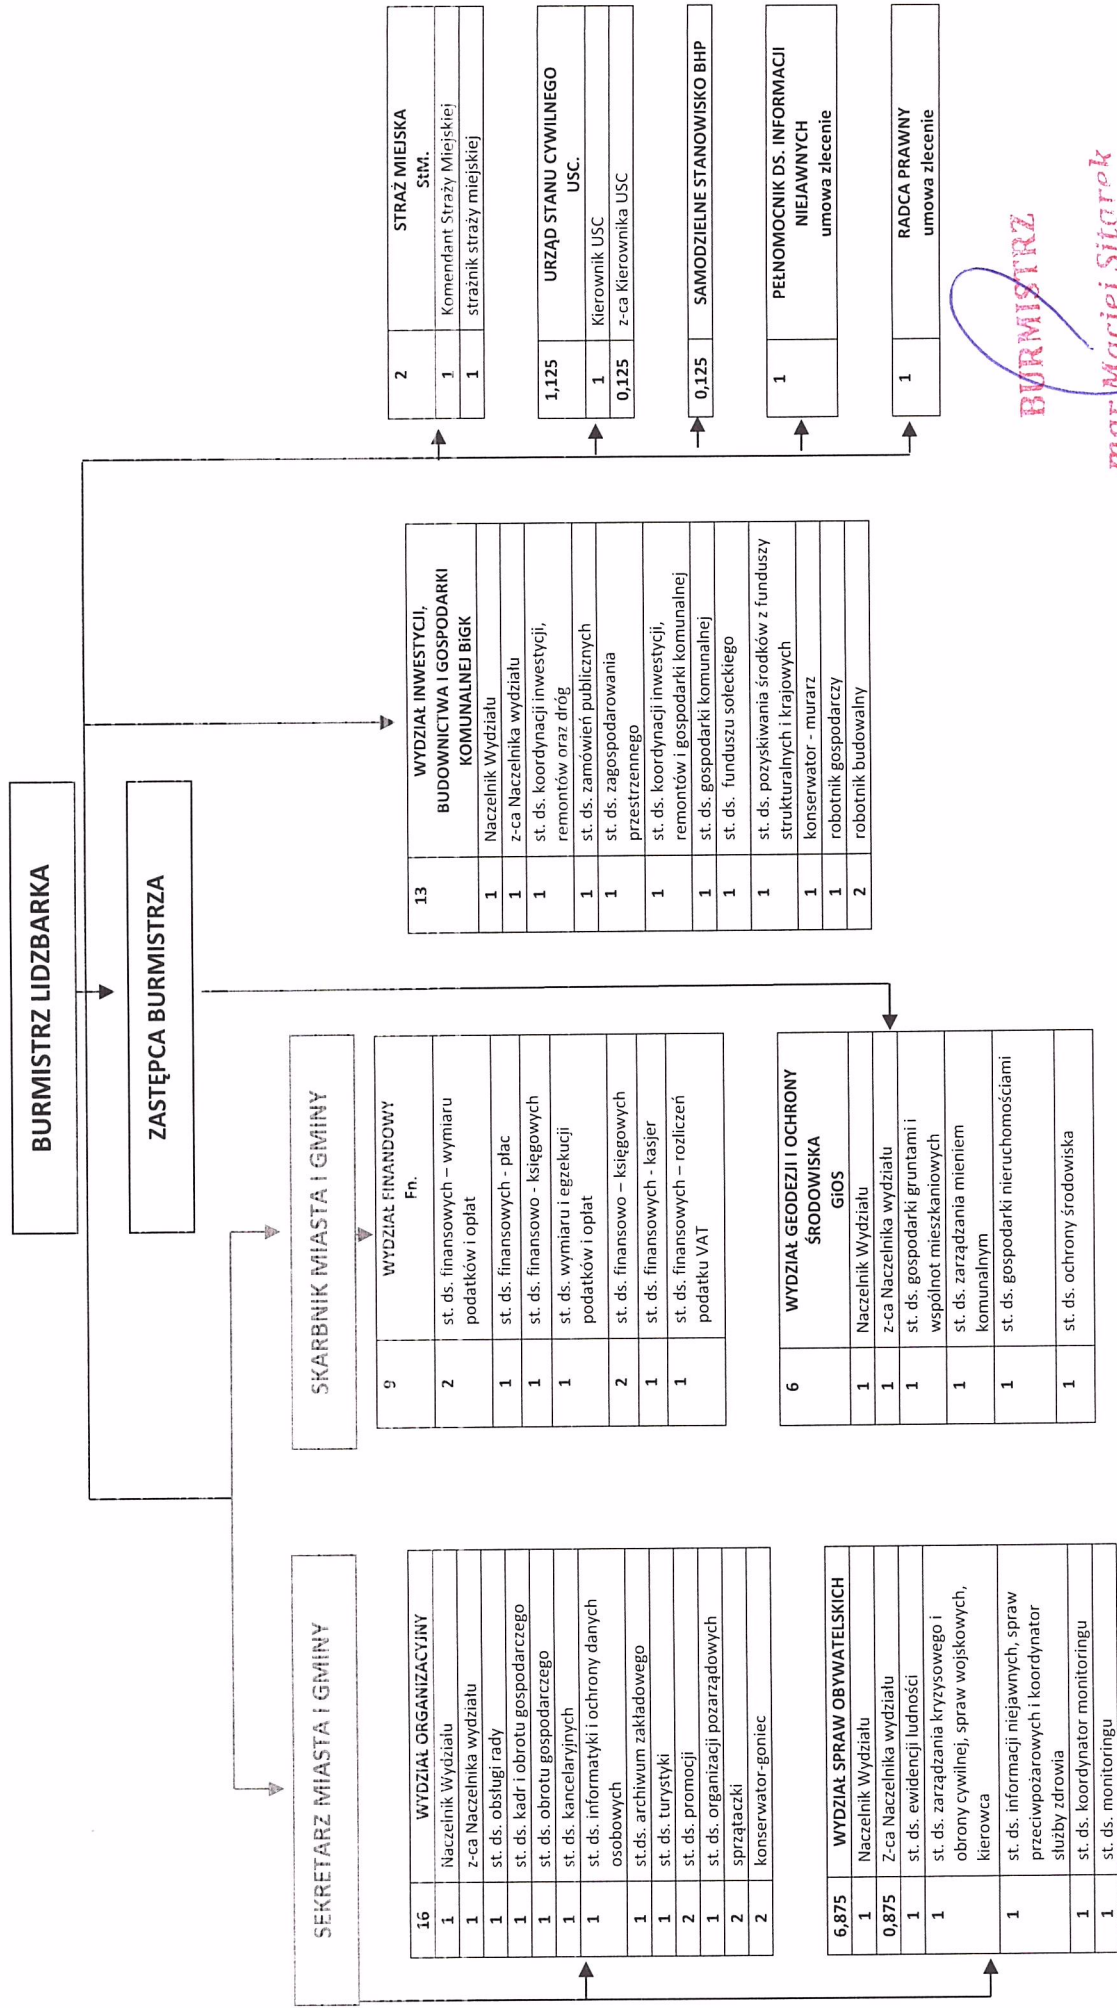 BURMISTRZ LIDZBARKA
ZASTĘPCA BURMISTRZA
SEKRETARZ MIASTA I GMINY
16 WYDZIAŁ ORGANIZACYJNY
1 Naczelnik Wydziału
1 z-ca Naczelnika wydziału
1 st. ds. obsługi rady
1 st. ds. kadr i obrotu gospodarczego
1 st. ds. obrotu gospodarczego
1 st. ds. kancelaryjnych
1 st. ds. informatyki i ochrony danych
osobowych
1 st.ds. archiwum zakładowego
1 st. ds. turystyki
2 st. ds. promocji
1 st. ds. organizacji pozarządowych
2 sprzątaczki
2 konserwator-goniec
6,875 WYDZIAŁ SPRAW OBYWATELSKICH
1 Naczelnik Wydziału
0,875 Z-ca Naczelnika wydziału
1 st. ds. ewidencji ludności
1 st. ds. zarządzania kryzysowego i
obrony cywilnej, spraw wojskowych,
kierowca
1 st. ds. informacji niejawnych, spraw
przeciwpożarowych i koordynator
służby zdrowia
1 st. ds. koordynator monitoringu
1 st. ds. monitoringu
SKARBNIK MIASTA I GMINY
9 WYDZIAŁ FINANDOWY
Fn.
2 st. ds. finansowych – wymiaru
podatków i opłat
1 st. ds. finansowych - płac
1 st. ds. finansowo - księgowych
1 st. ds. wymiaru i egzekucji
podatków i opłat
2 st. ds. finansowo – księgowych
1 st. ds. finansowych - kasjer
1 st. ds. finansowych – rozliczeń
podatku VAT
6 WYDZIAŁ GEODEZJI I OCHRONY
ŚRODOWISKA
GiOS
1 Naczelnik Wydziału
1 z-ca Naczelnika Wydziału
1 st. ds. gospodarki gruntami i
wspólnot mieszkaniowych
1 st. ds. zarządzania mieniem
komunalnym
1 st. ds. gospodarki nieruchomościami
1 st. ds. ochrony środowiska
13 WYDZIAŁ INWESTYCJI,
BUDOWNICTWA I GOSPODARKI
KOMUNALNEJ BiGK
1 Naczelnik Wydziału
1 z-ca Naczelnika wydziału
1 st. ds. koordynacji inwestycji,
remontów oraz dróg
1 st. ds. zamówień publicznych
1 st. ds. zagospodarowania
przestrzennego
1 st. ds. koordynacji inwestycji,
remontów i gospodarki komunalnej
1 st. ds. gospodarki komunalnej
1 st. ds. funduszu sołeckiego
1 st. ds. pozyskiwania środków z funduszy
strukturalnych i krajowych
1 konserwator - murarz
1 robotnik gospodarczy
2 robotnik budowalny
2 STRAŻ MIEJSKA
StM.
1 Komendant Straży Miejskiej
1 strażnik straży miejskiej
1,125 URZĄD STANU CYWILNEGO
USC.
1 Kierownik USC
0,125 z-ca Kierownika USC
0,125 SAMODZIELNE STANOWISKO BHP
1 PEŁNOMOCNIK DS. INFORMACJI
NIEJAWNYCH
umowa zlecenie
1 RADCA PRAWNY
umowa zlecenie
BURMISTRZ
mgr Maciej Sitarek